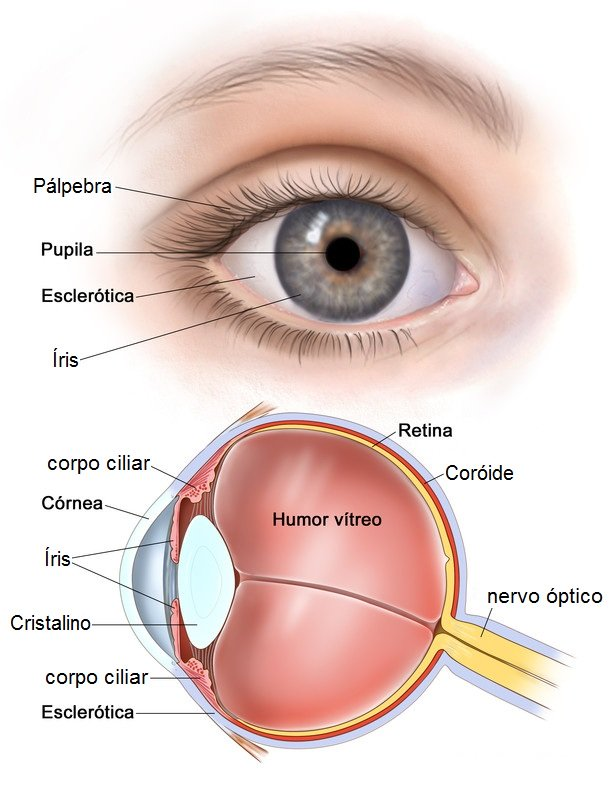 Pálpebra
Pupila
Esclerótica
Íris
Retina
corpo ciliar
Coróide
Córnea
Humor vítreo
Íris
nervo óptico
Cristalino
corpo ciliar
Esclerótica